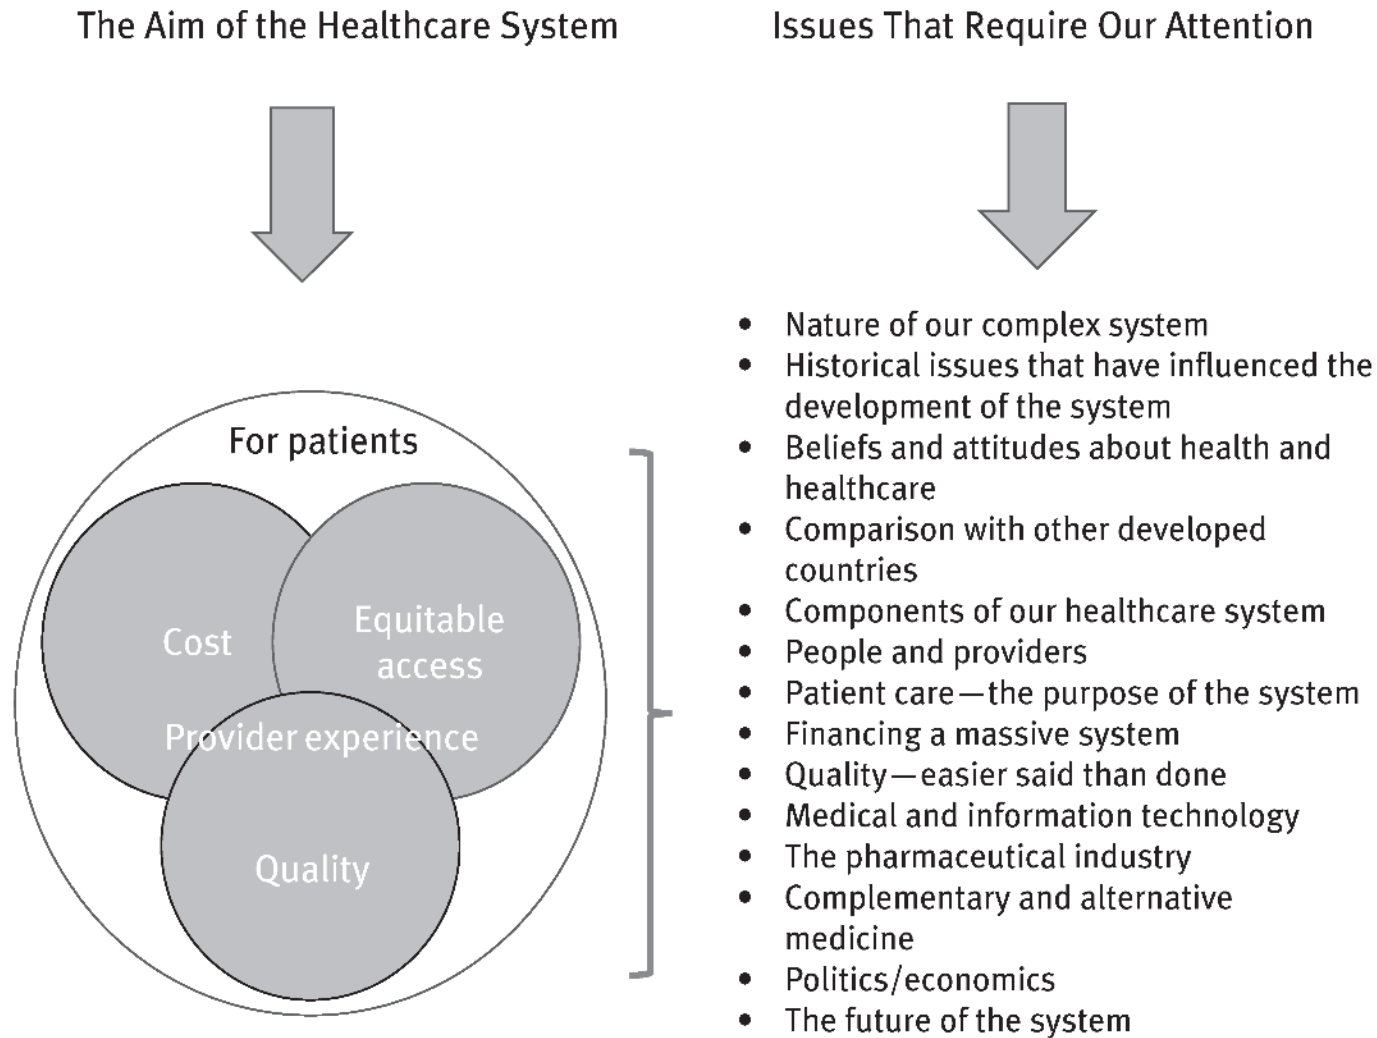 The Aim of the Healthcare System
For patients
Cost
Equitable
access
Provider experience
Quality
Issues That Require Our Attention
• Nature of our complex system
• Historical issues that have influenced the
development of the system
• Beliefs and attitudes about health and
healthcare
• Comparison with other developed
countries
• Components of our healthcare system
• People and providers
• Patient care—the purpose of the system
• Financing a massive system
• Quality—easier said than done
• Medical and information technology
• The pharmaceutical industry
• Complementary and alternative
medicine
• Politics/economics
• The future of the system